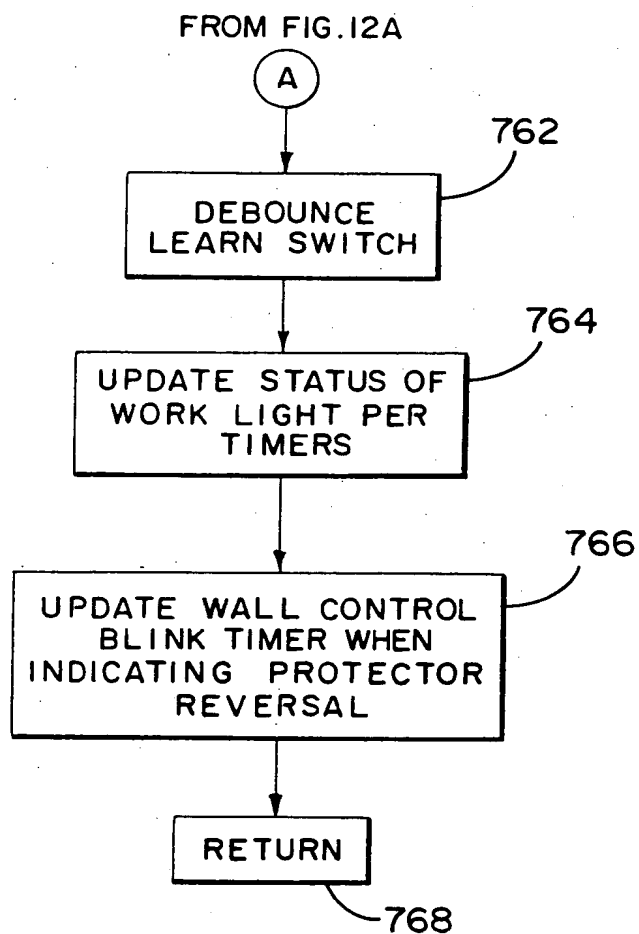 FROM FIG.12A
A
762
DEBOUNCE
LEARN SWITCH
764
UPDATE STATUS OF
WORK LIGHT PER
TIMERS
766
UPDATE WALL CONTROL
BLINK TIMER WHEN
INDICATING PROTECTOR
REVERSAL
RETURN
768